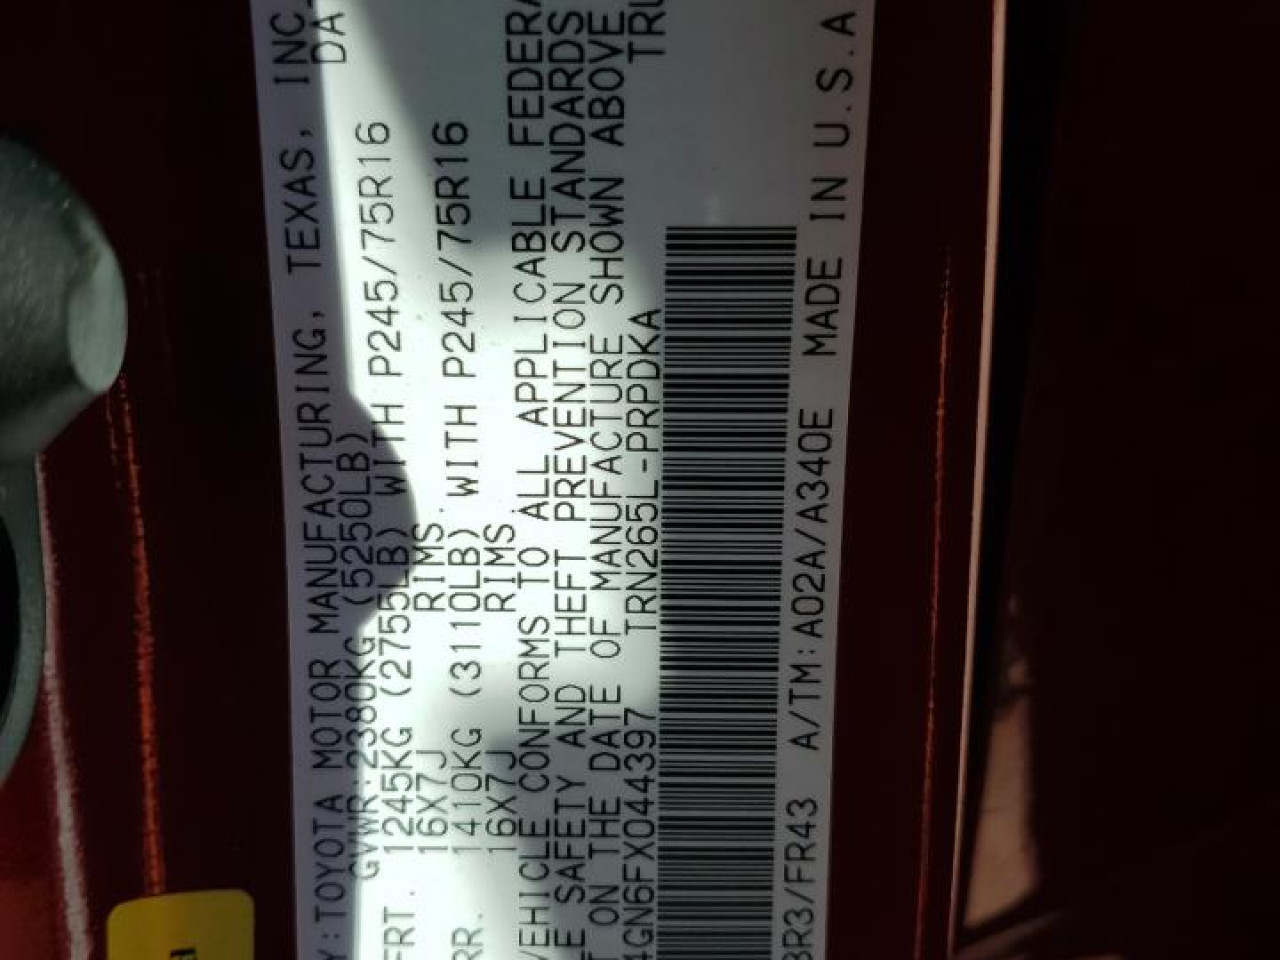 Y:TOYOTA MOTOR MANUFACTURING, TEXAS, INC.
GVWR:2380KG (5250LB) DA
FRT. 1245KG (2755LB) WITH P245/75R16
16X7J RIMS
RR. 1410KG (3110LB) WITH P245/75R16
16X7J RIMS
VEHICLE CONFORMS TO ALL APPLICABLE FEDERA
E SAFETY AND THEFT PREVENTION STANDARDS
T ON THE DATE OF MANUFACTURE SHOWN ABOVE
4GN6FX044397 TRN265L-PRPDKA TRU
3R3/FR43 A/TM:A02A/A340E MADE IN U.S.A